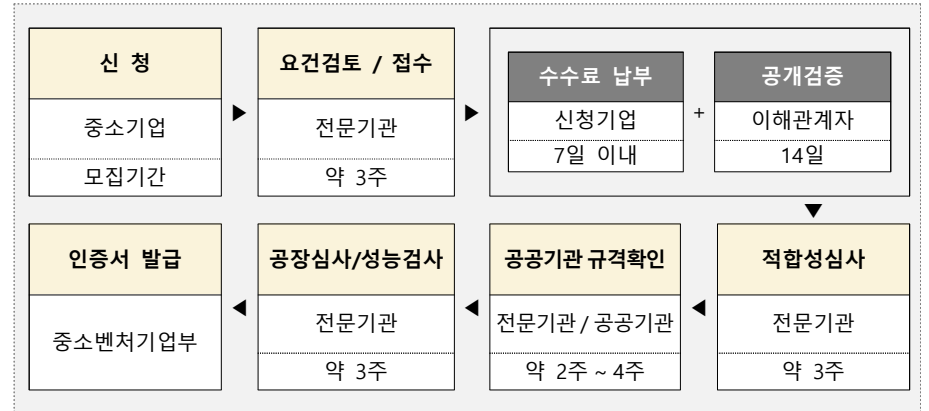 신 청
중소기업
모집기간
▶
요건검토 / 접수
전문기관
약 3주
▶
수수료 납부
신청기업
7일 이내
+
공개검증
이해관계자
14일
▼
적합성심사
전문기관
약 3주
◀
공공기관 규격확인
전문기관 / 공공기관
약 2주 ~ 4주
◀
공장심사/성능검사
전문기관
약 3주
◀
인증서 발급
중소벤처기업부